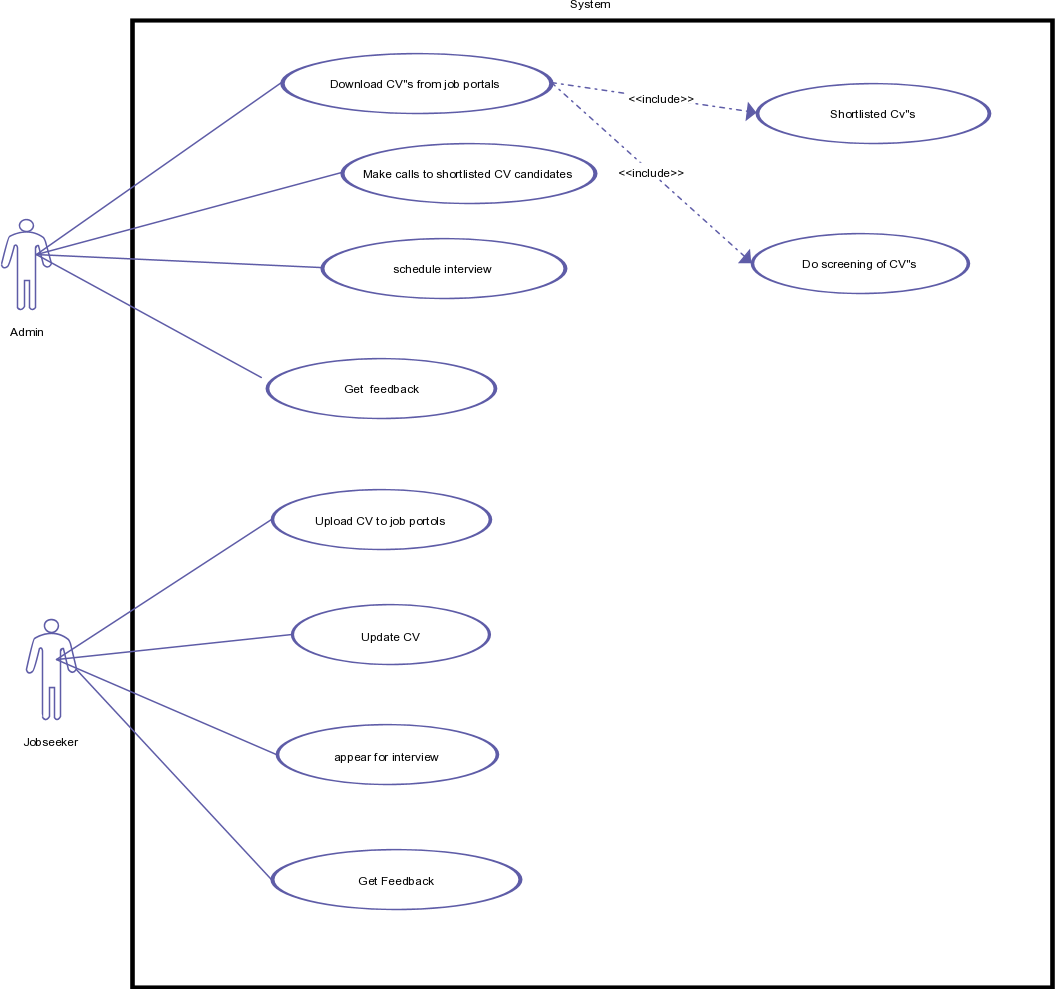 System
Download CV"s from job portals
<<include>>
Shortlisted Cv"s
Make calls to shortlisted CV candidates
<<include>>
schedule interview
Do screening of CV"s
Admin
Get  feedback
Upload CV to job portols
Update CV
Jobseeker
appear for interview
Get Feedback